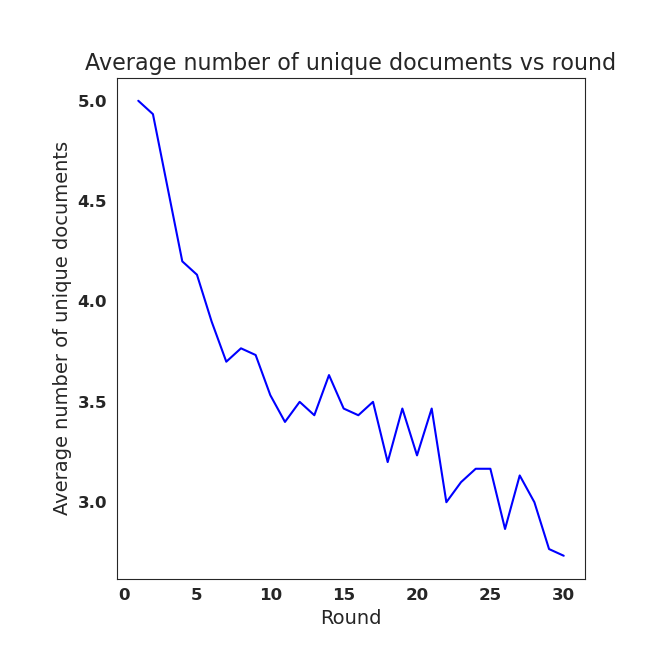 Average number of unique documents vs round
Average number of unique documents
5.0
4.5
4.0
3.5
3.0
0 5 10 15 20 25 30
Round